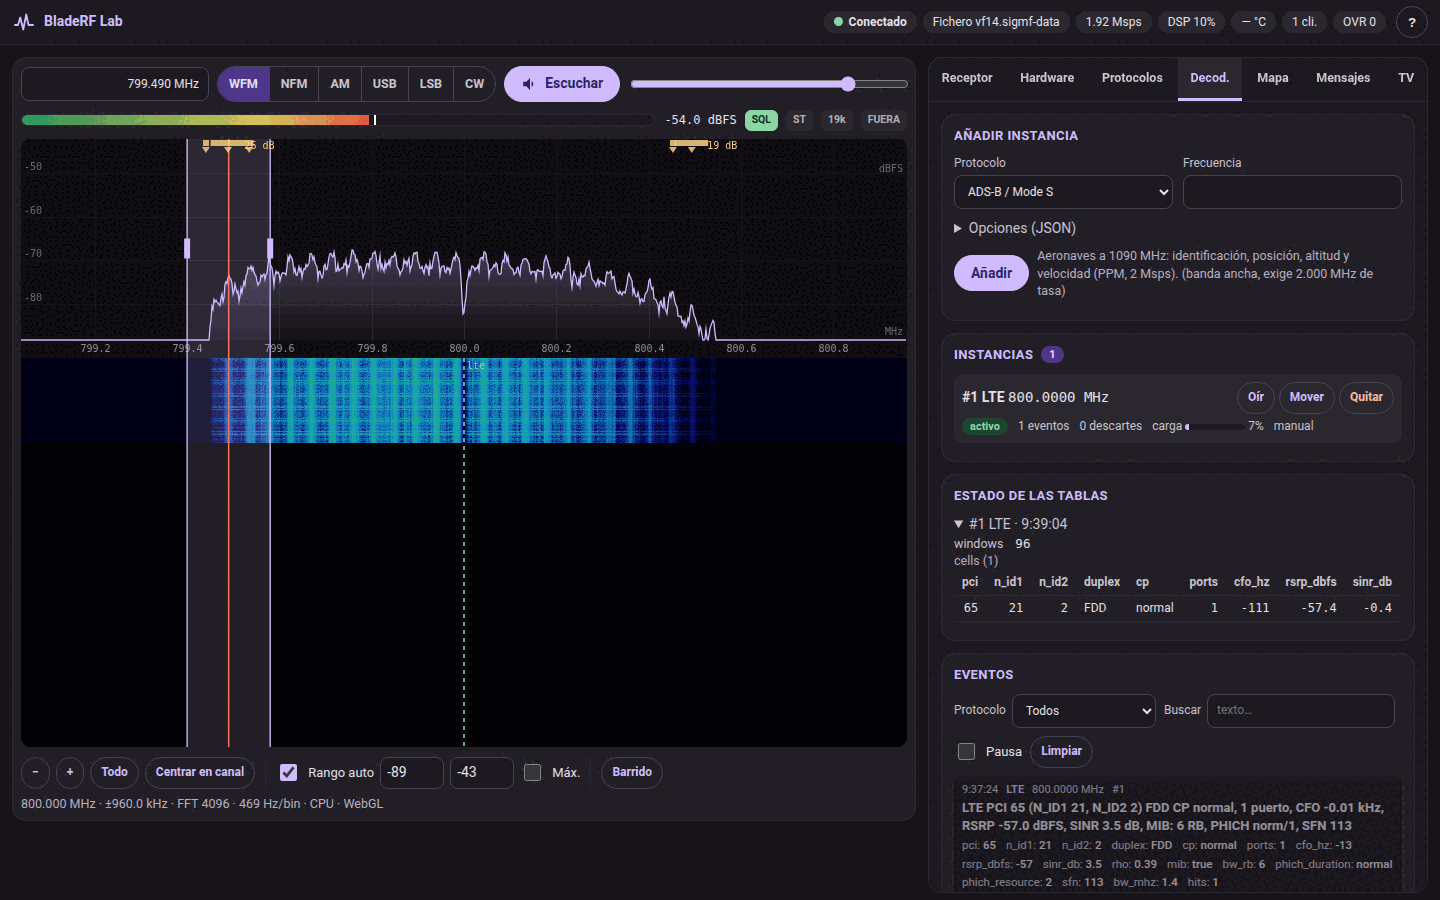 BladeRF Lab
Conectado
Fichero vf14.sigmf-data
1.92 Msps
DSP 10%
— °C
1 cli.
OVR 0
?
799.490 MHz
WFM NFM AM USB LSB CW
Escuchar
-54.0 dBFS
SQL ST 19k FUERA
25 dB
19 dB
-50
dBFS
-60
-70
-80
MHz
799.2 799.4 799.6 799.8 800.0 800.2 800.4 800.6 800.8
lte
− + Todo Centrar en canal Rango auto -89 -43 Máx. Barrido
800.000 MHz · ±960.0 kHz · FFT 4096 · 469 Hz/bin · CPU · WebGL
Receptor Hardware Protocolos Decod. Mapa Mensajes TV
AÑADIR INSTANCIA
Protocolo Frecuencia
ADS-B / Mode S
Opciones (JSON)
Añadir
Aeronaves a 1090 MHz: identificación, posición, altitud y
velocidad (PPM, 2 Msps). (banda ancha, exige 2.000 MHz de
tasa)
INSTANCIAS 1
#1 LTE 800.0000 MHz Oír Mover Quitar
activo 1 eventos 0 descartes carga 7% manual
ESTADO DE LAS TABLAS
#1 LTE · 9:39:04
windows 96
cells (1)
pci n_id1 n_id2 duplex cp ports cfo_hz rsrp_dbfs sinr_db
65 21 2 FDD normal 1 -111 -57.4 -0.4
EVENTOS
Protocolo Todos Buscar texto...
Pausa Limpiar
9:37:24 LTE 800.0000 MHz #1
LTE PCI 65 (N_ID1 21, N_ID2 2) FDD CP normal, 1 puerto, CFO -0.01 kHz,
RSRP -57.0 dBFS, SINR 3.5 dB, MIB: 6 RB, PHICH norm/1, SFN 113
pci: 65 n_id1: 21 n_id2: 2 duplex: FDD cp: normal ports: 1 cfo_hz: -13
rsrp_dbfs: -57 sinr_db: 3.5 rho: 0.39 mib: true bw_rb: 6 phich_duration: normal
phich_resource: 2 sfn: 113 bw_mhz: 1.4 hits: 1